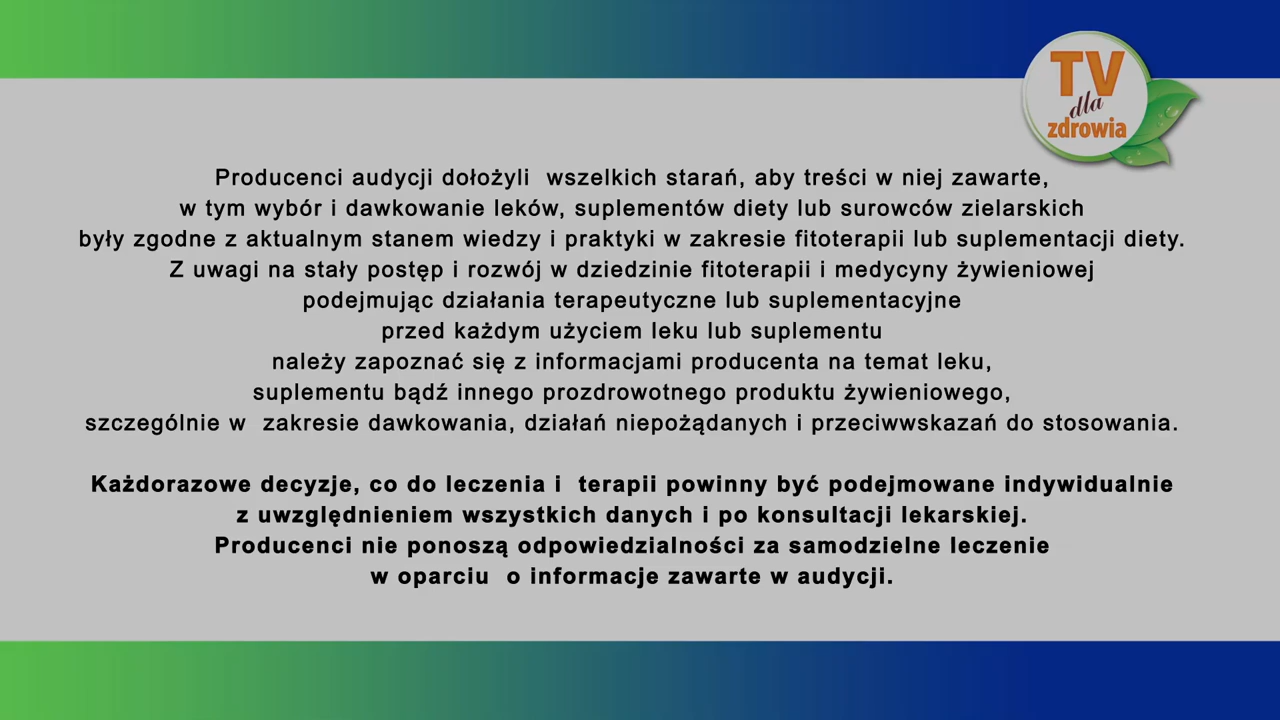 TV
dla
zdrowia
Producenci audycji dołożyli  wszelkich starań, aby treści w niej zawarte,
w tym wybór i dawkowanie leków, suplementów diety lub surowców zielarskich
były zgodne z aktualnym stanem wiedzy i praktyki w zakresie fitoterapii lub suplementacji diety.
Z uwagi na stały postęp i rozwój w dziedzinie fitoterapii i medycyny żywieniowej
podejmując działania terapeutyczne lub suplementacyjne
przed każdym użyciem leku lub suplementu
należy zapoznać się z informacjami producenta na temat leku,
suplementu bądź innego prozdrowotnego produktu żywieniowego,
szczególnie w  zakresie dawkowania, działań niepożądanych i przeciwwskazań do stosowania.
Każdorazowe decyzje, co do leczenia i  terapii powinny być podejmowane indywidualnie
z uwzględnieniem wszystkich danych i po konsultacji lekarskiej.
Producenci nie ponoszą odpowiedzialności za samodzielne leczenie
w oparciu  o informacje zawarte w audycji.